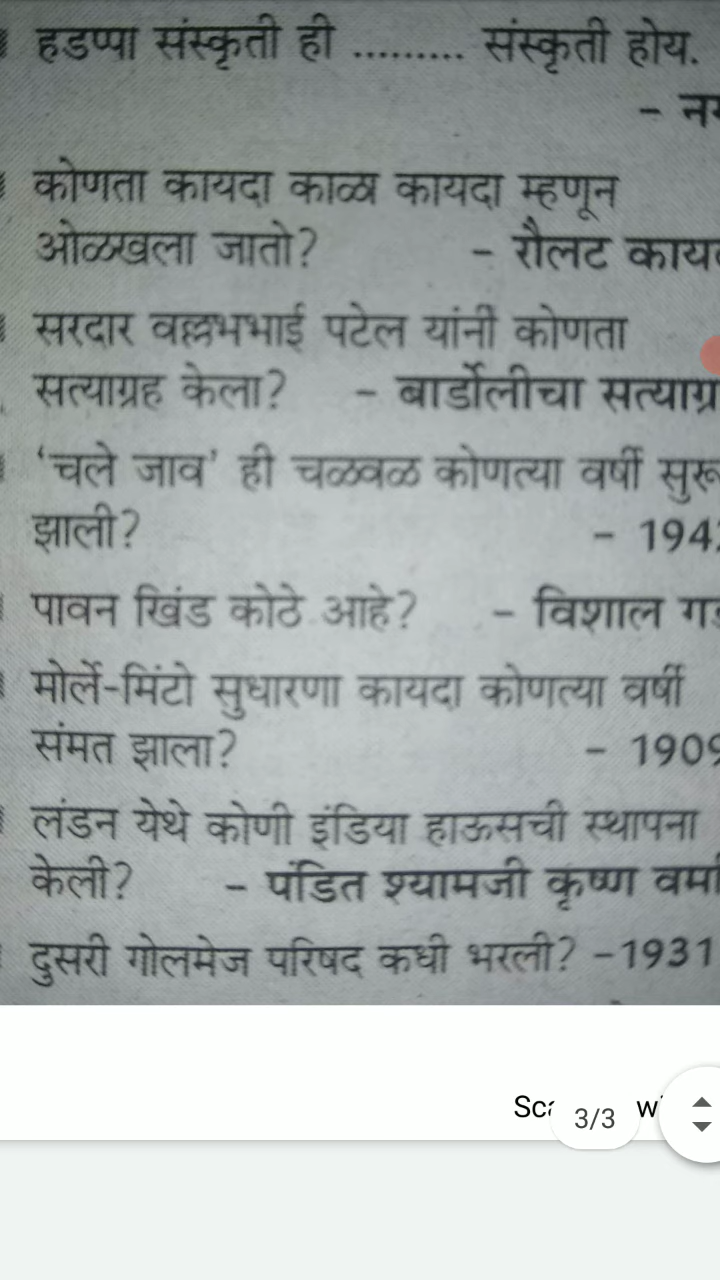 हडप्पा संस्कृती ही ......... संस्कृती होय.
-
कोणता कायदा काळा कायदा म्हणून
ओळखला जातो? - रौलट
सरदार वल्लभभाई पटेल यांनी कोणता
सत्याग्रह केला? - बार्डोलीचा
'चले जाव' ही चळवळ कोणत्या वर्षी सुरू
झाली? -
पावन खिंड कोठे आहे? - विशाल
मोर्ले-मिंटो सुधारणा कायदा कोणत्या वर्षी
संमत झाला? - 1909
लंडन येथे कोणी इंडिया हाऊसची स्थापना
केली? - पंडित श्यामजी कृष्ण वर्मा
दुसरी गोलमेज परिषद कधी भरली? -1931
3/3